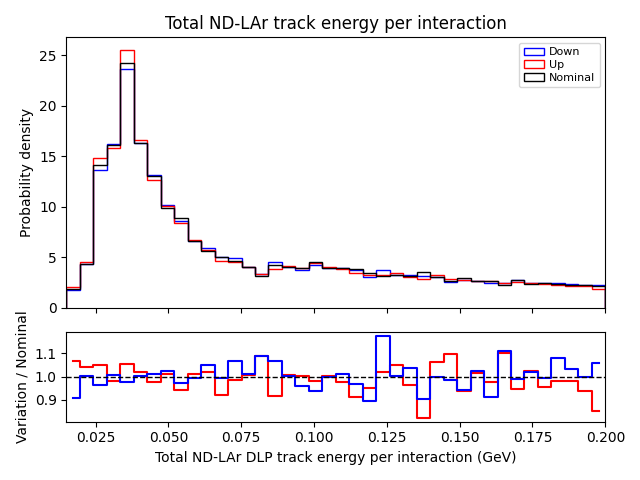 Total ND-LAr track energy per interaction
Down
Up
Nominal
Probability density
25
20
15
10
5
0
Variation / Nominal
1.1
1.0
0.9
0.025
0.050
0.075
0.100
0.125
0.150
0.175
0.200
Total ND-LAr DLP track energy per interaction (GeV)